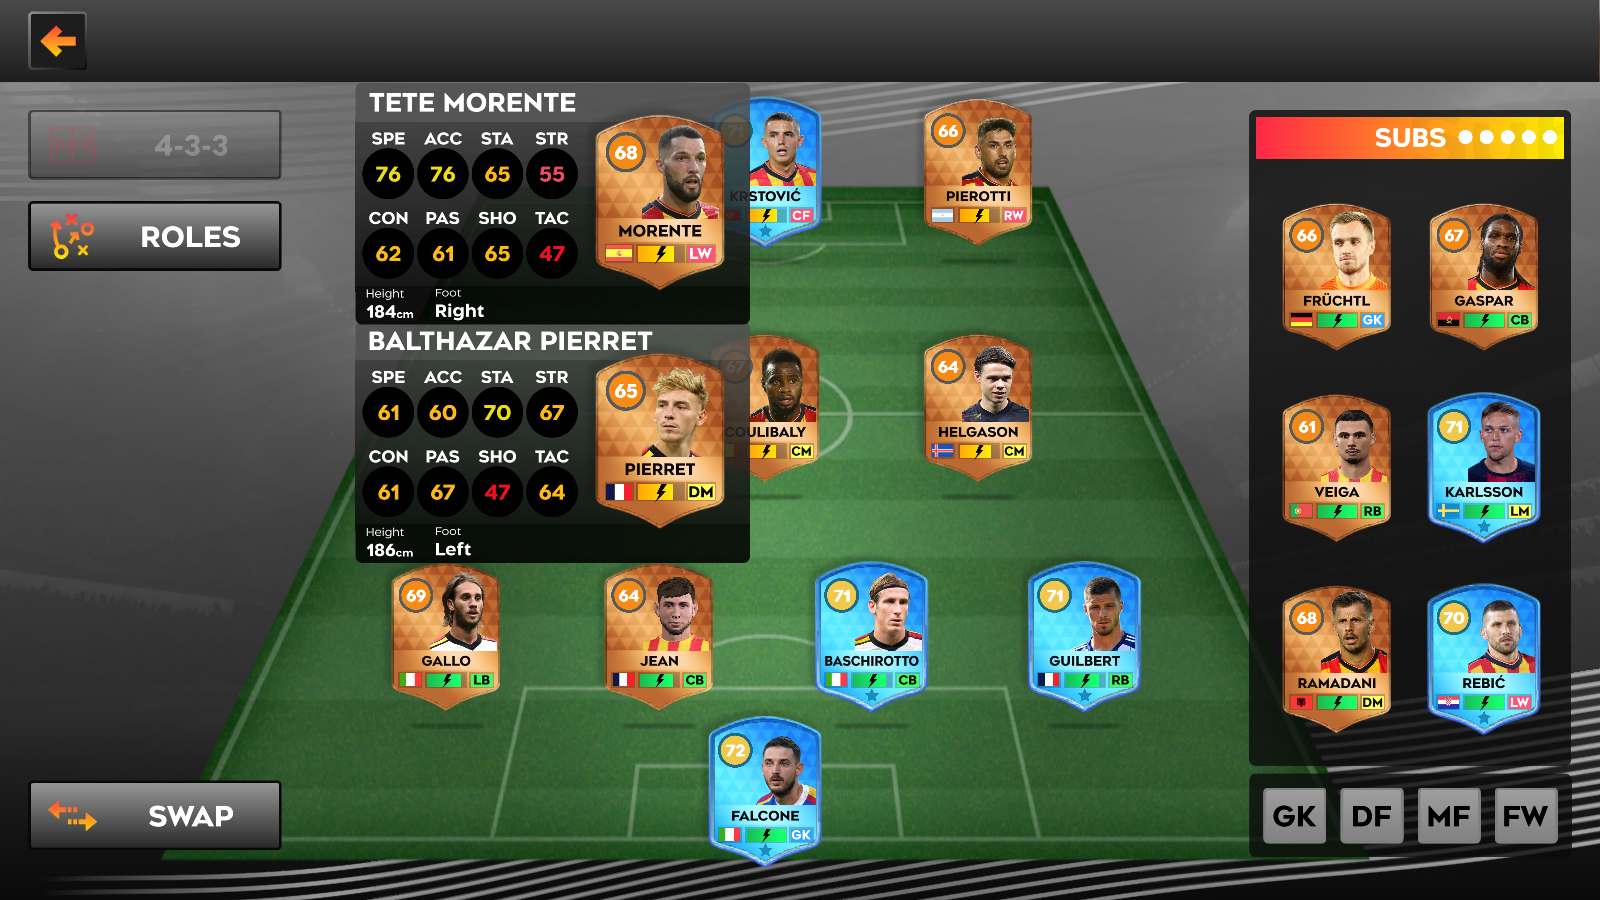 4-3-3
ROLES
SWAP
TETE MORENTE
SPE ACC STA STR
76 76 65 55
CON PAS SHO TAC
62 61 65 47
Height Foot
184cm Right
68
MORENTE
LW
BALTHAZAR PIERRET
SPE ACC STA STR
61 60 70 67
CON PAS SHO TAC
61 67 47 64
Height Foot
186cm Left
65
PIERRET
DM
71
KRSTOVIĆ
CF
66
PIEROTTI
RW
67
COULIBALY
CM
64
HELGASON
CM
69
GALLO
LB
64
JEAN
CB
71
BASCHIROTTO
CB
71
GUILBERT
RB
72
FALCONE
GK
SUBS
66
FRÜCHTL
GK
67
GASPAR
CB
61
VEIGA
RB
71
KARLSSON
LM
68
RAMADANI
DM
70
REBIĆ
LW
GK DF MF FW